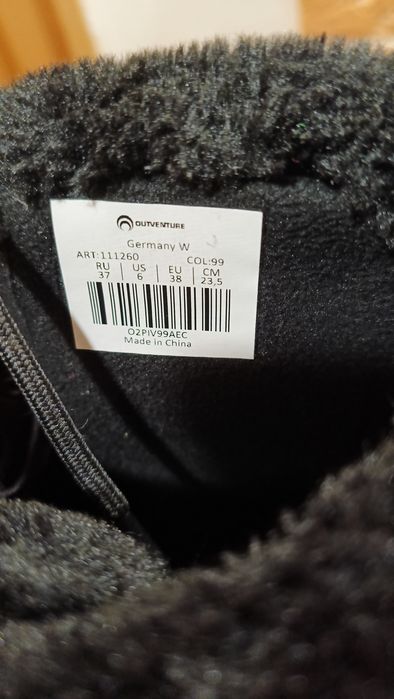 OUTVENTURE
Germany W
ART:111260 COL:99
RU US EU CM
37 6 38 23,5
O2PIV99AEC
Made in China